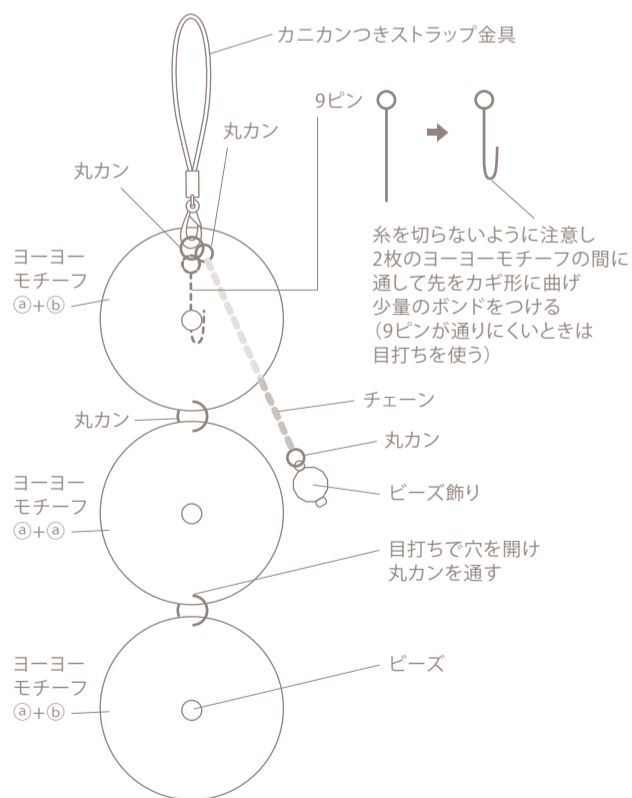 カニカンつきストラップ金具
9ピン
丸カン
丸カン
糸を切らないように注意し
2枚のヨーヨーモチーフの間に
通して先をカギ形に曲げ
少量のボンドをつける
（9ピンが通りにくいときは
目打ちを使う）
ヨーヨー
モチーフ
ⓐ+ⓑ
チェーン
丸カン
丸カン
ヨーヨー
モチーフ
ⓐ+ⓐ
ビーズ飾り
目打ちで穴を開け
丸カンを通す
ヨーヨー
モチーフ
ⓐ+ⓑ
ビーズ